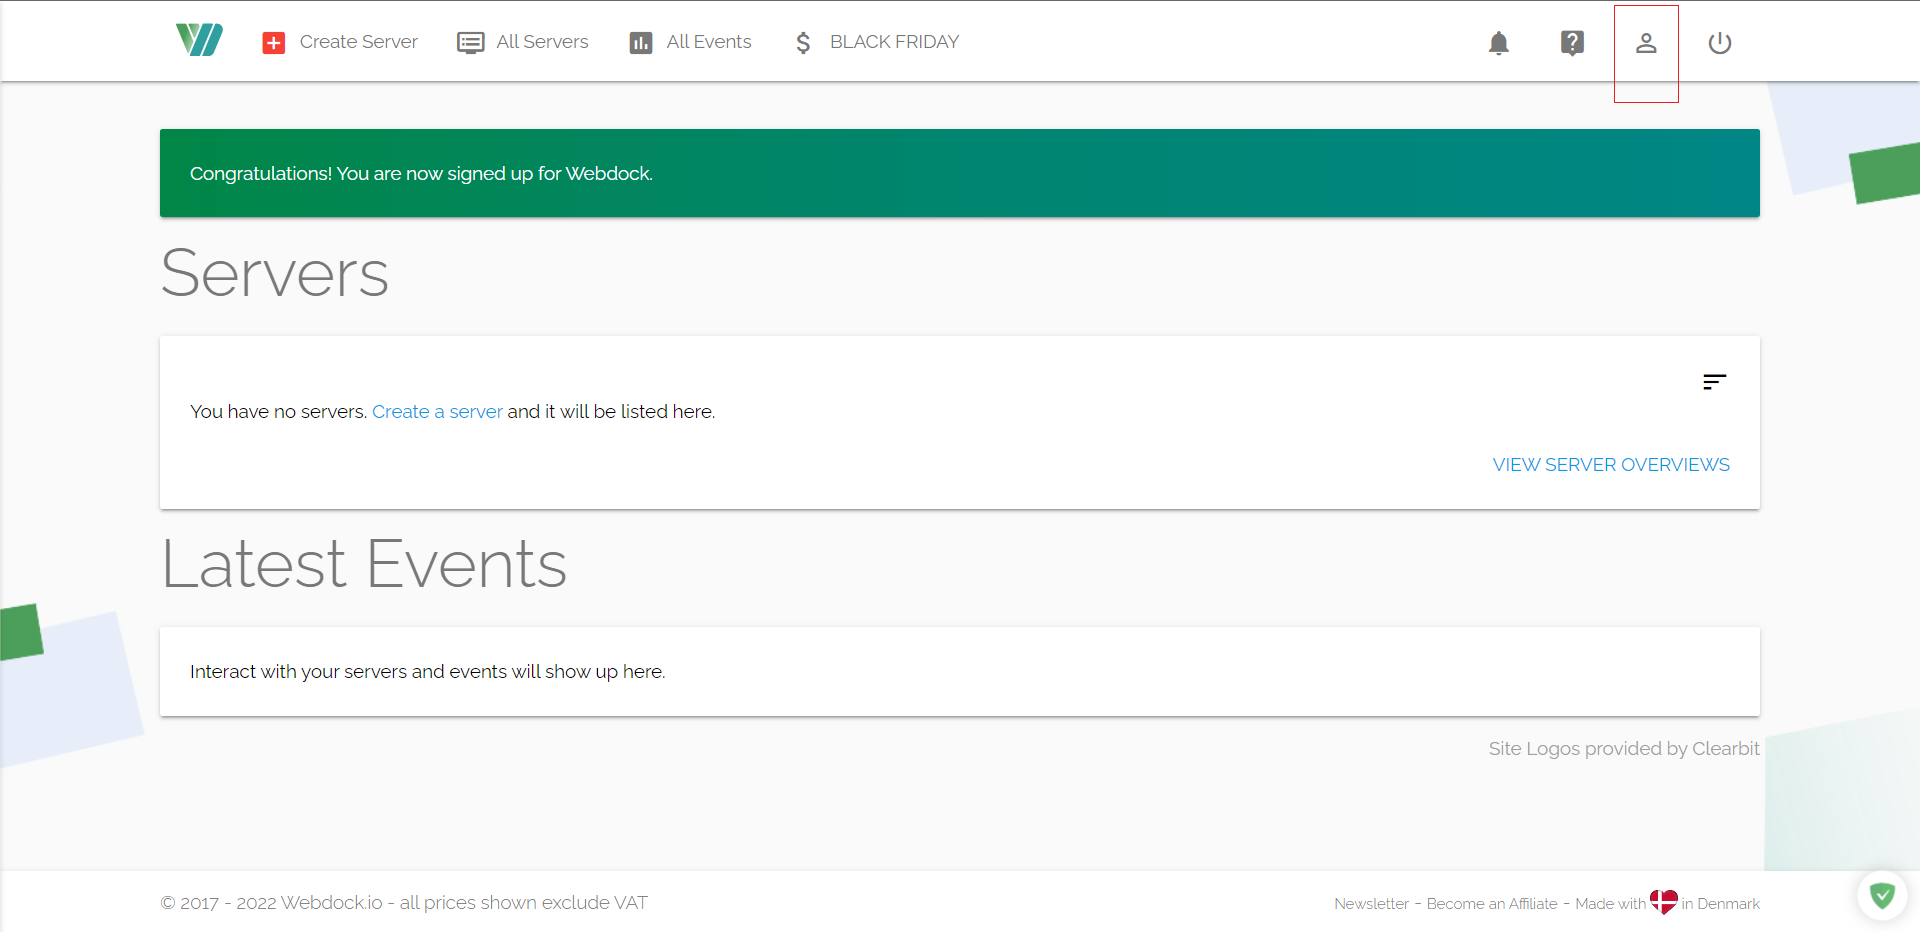 Create Server
All Servers
All Events
BLACK FRIDAY
Congratulations! You are now signed up for Webdock.
Servers
You have no servers. Create a server and it will be listed here.
VIEW SERVER OVERVIEWS
Latest Events
Interact with your servers and events will show up here.
Site Logos provided by Clearbit
© 2017 - 2022 Webdock.io - all prices shown exclude VAT
Newsletter - Become an Affiliate - Made with in Denmark